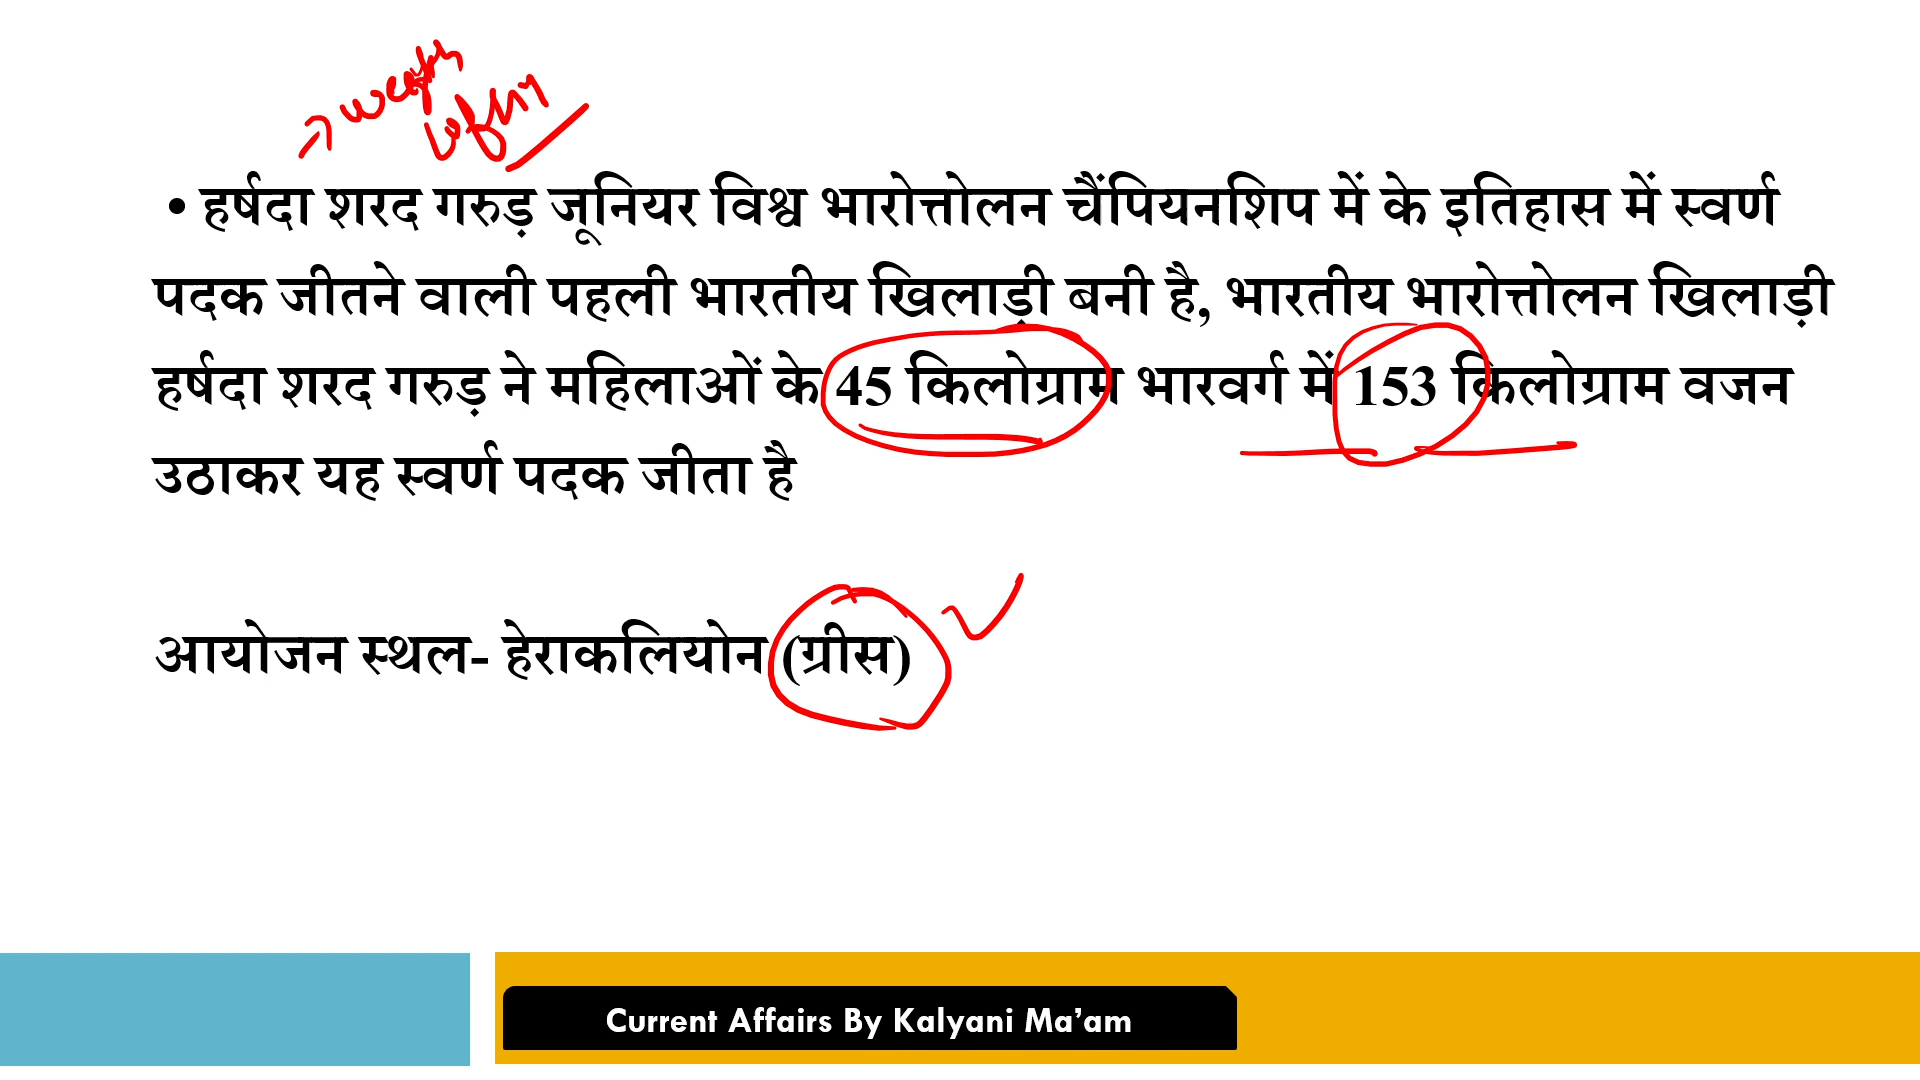 → weight
lifting
• हर्षदा शरद गरुड़ जूनियर विश्व भारोत्तोलन चैंपियनशिप में के इतिहास में स्वर्ण
पदक जीतने वाली पहली भारतीय खिलाड़ी बनी है, भारतीय भारोत्तोलन खिलाड़ी
हर्षदा शरद गरुड़ ने महिलाओं के 45 किलोग्राम भारवर्ग में 153 किलोग्राम वजन
उठाकर यह स्वर्ण पदक जीता है
आयोजन स्थल- हेराकलियोन (ग्रीस)
Current Affairs By Kalyani Ma’am